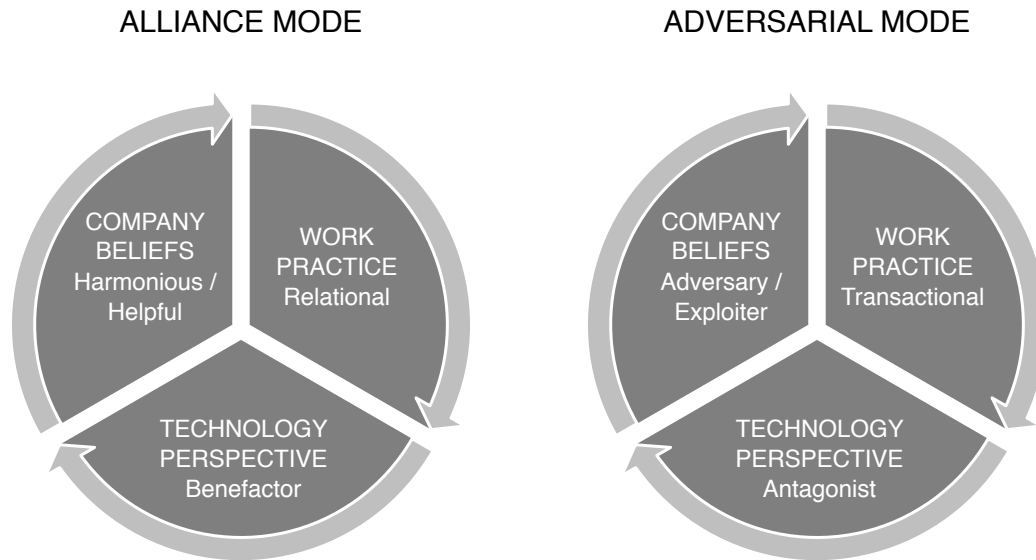 ALLIANCE MODE
COMPANY
BELIEFS
Harmonious /
Helpful
WORK
PRACTICE
Relational
TECHNOLOGY
PERSPECTIVE
Benefactor
ADVERSARIAL MODE
COMPANY
BELIEFS
Adversary /
Exploiter
WORK
PRACTICE
Transactional
TECHNOLOGY
PERSPECTIVE
Antagonist